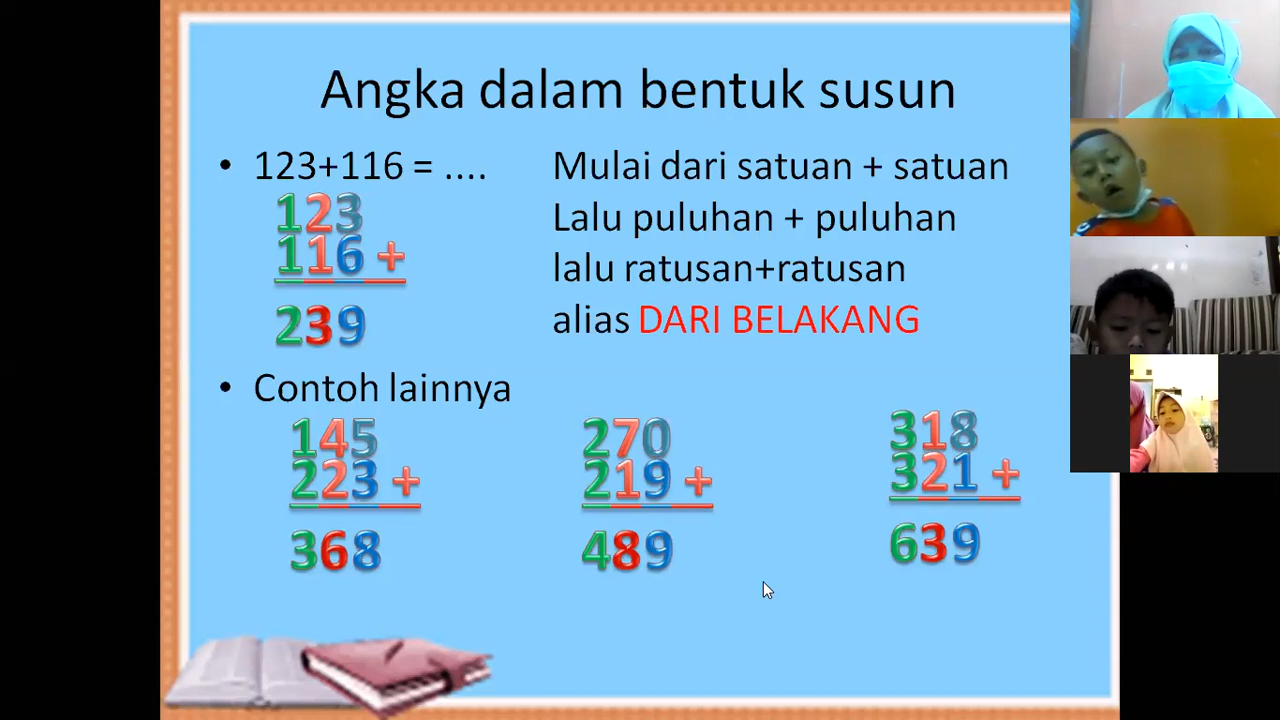 Angka dalam bentuk susun
• 123+116 = ....
123
116 +
239
Mulai dari satuan + satuan
Lalu puluhan + puluhan
lalu ratusan+ratusan
alias DARI BELAKANG
• Contoh lainnya
145
223 +
368
270
219 +
489
318
321 +
639